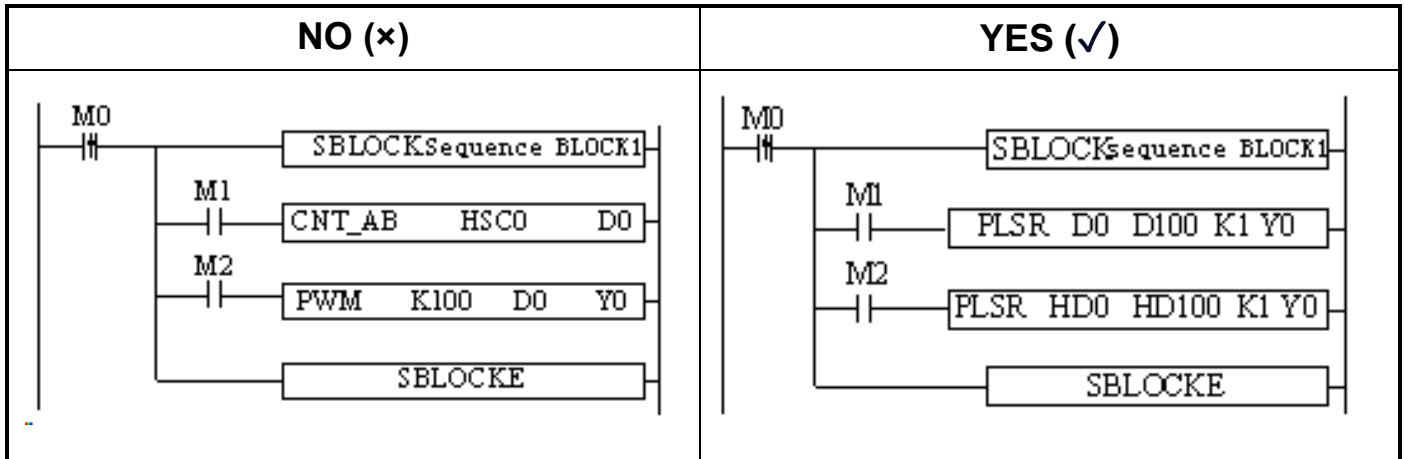 NO (×)
YES (√)
M0
SBLOCKSequence BLOCK1
M1
CNT_AB HSC0 D0
M2
PWM K100 D0 Y0
SBLOCKE
M0
SBLOCKSequence BLOCK1
M1
PLSR D0 D100 K1 Y0
M2
PLSR HD0 HD100 K1 Y0
SBLOCKE